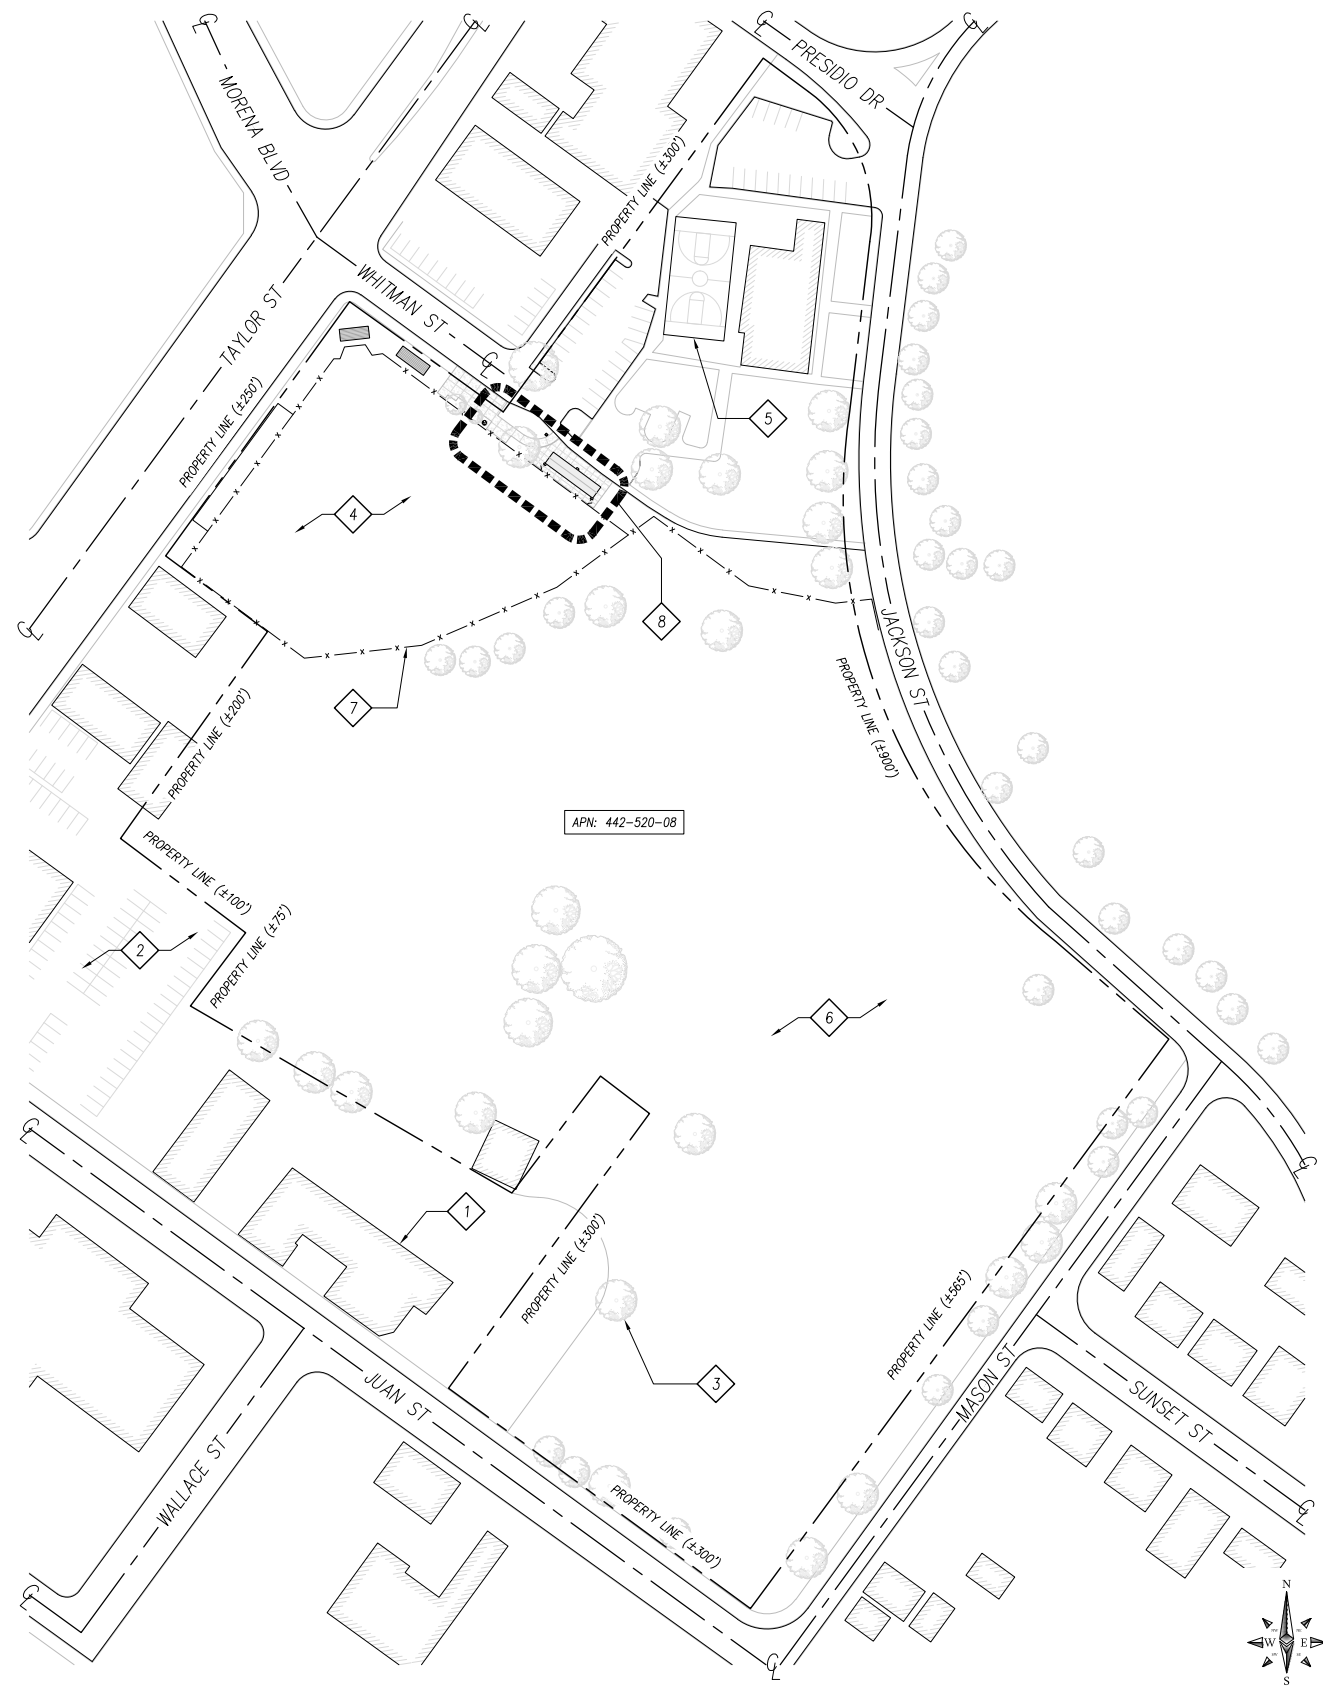 PRESIDIO DR
MORENA BLVD
PROPERTY LINE (±300')
WHITMAN ST
TAYLOR ST
PROPERTY LINE (±250')
5
4
8
JACKSON ST
7
PROPERTY LINE (±200')
PROPERTY LINE (±900')
APN: 442-520-08
PROPERTY LINE (±100')
PROPERTY LINE (±75')
2
6
1
PROPERTY LINE (±300')
PROPERTY LINE (±565')
3
JUAN ST
MASON ST
SUNSET ST
WALLACE ST
PROPERTY LINE (±300')
N
W E
S